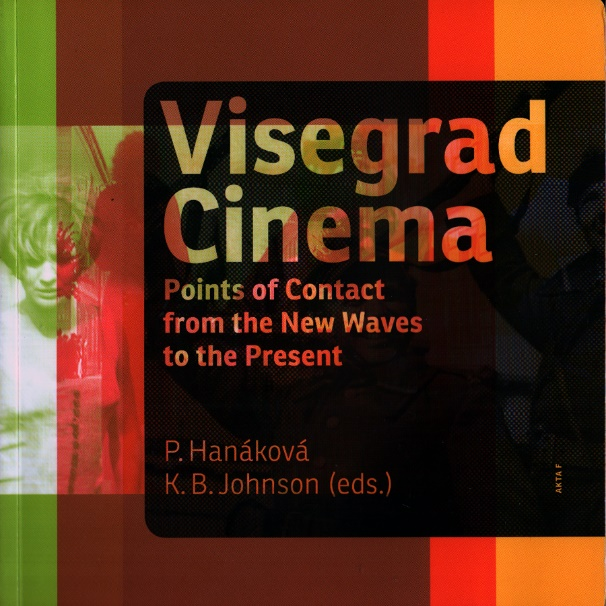 Visegrad
Cinema
Points of Contact
from the New Waves
to the Present
P. Hanáková
K. B. Johnson (eds.)
AKTA F